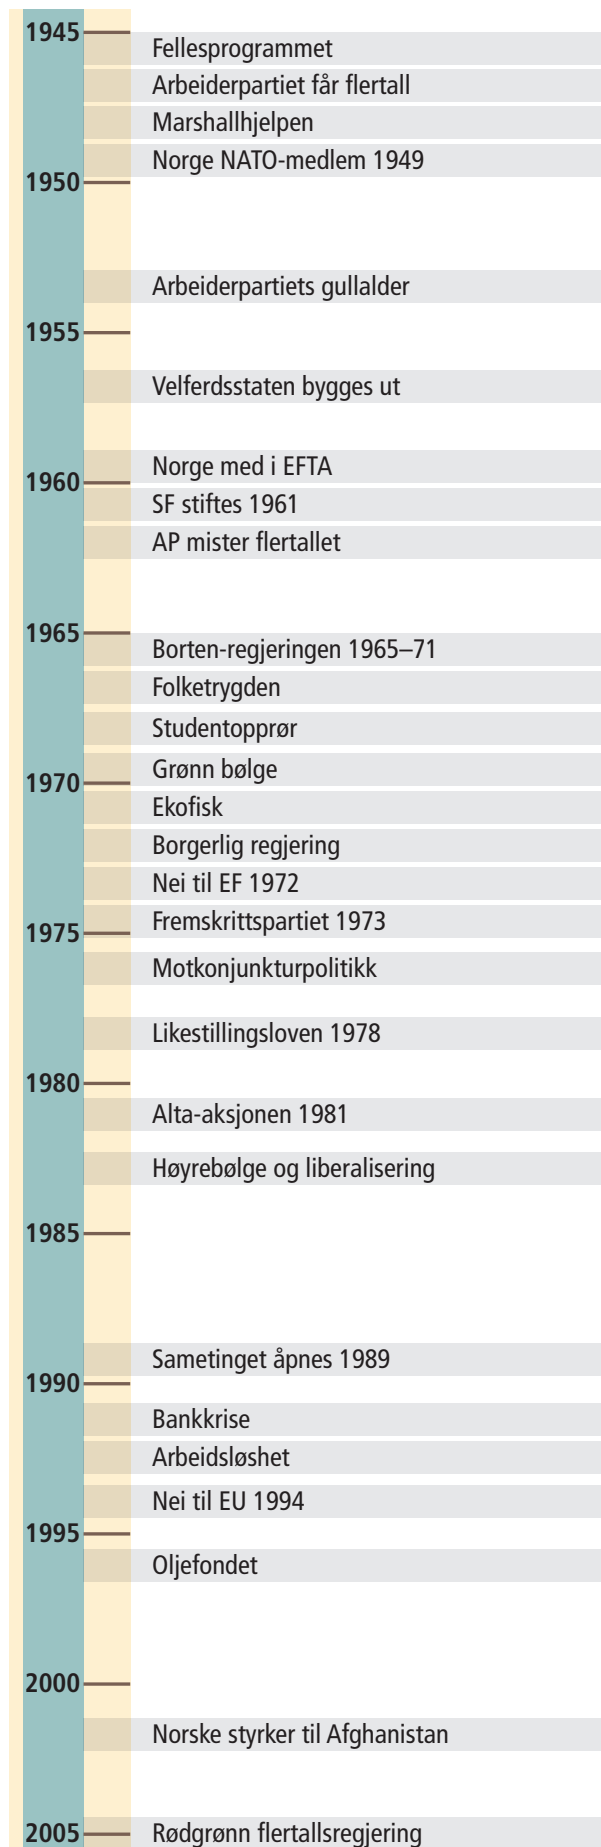 1945
Fellesprogrammet
Arbeiderpartiet får flertall
Marshallhjelpen
Norge NATO-medlem 1949
1950
Arbeiderpartiets gullalder
1955
Velferdsstaten bygges ut
Norge med i EFTA
1960
SF stiftes 1961
AP mister flertallet
1965
Borten-regjeringen 1965–71
Folketrygden
Studentopprør
Grønn bølge
1970
Ekofisk
Borgerlig regjering
Nei til EF 1972
Fremskrittspartiet 1973
1975
Motkonjunkturpolitikk
Likestillingsloven 1978
1980
Alta-aksjonen 1981
Høyrebølge og liberalisering
1985
Sametinget åpnes 1989
1990
Bankkrise
Arbeidsløshet
Nei til EU 1994
1995
Oljefondet
2000
Norske styrker til Afghanistan
2005
Rødgrønn flertallsregjering